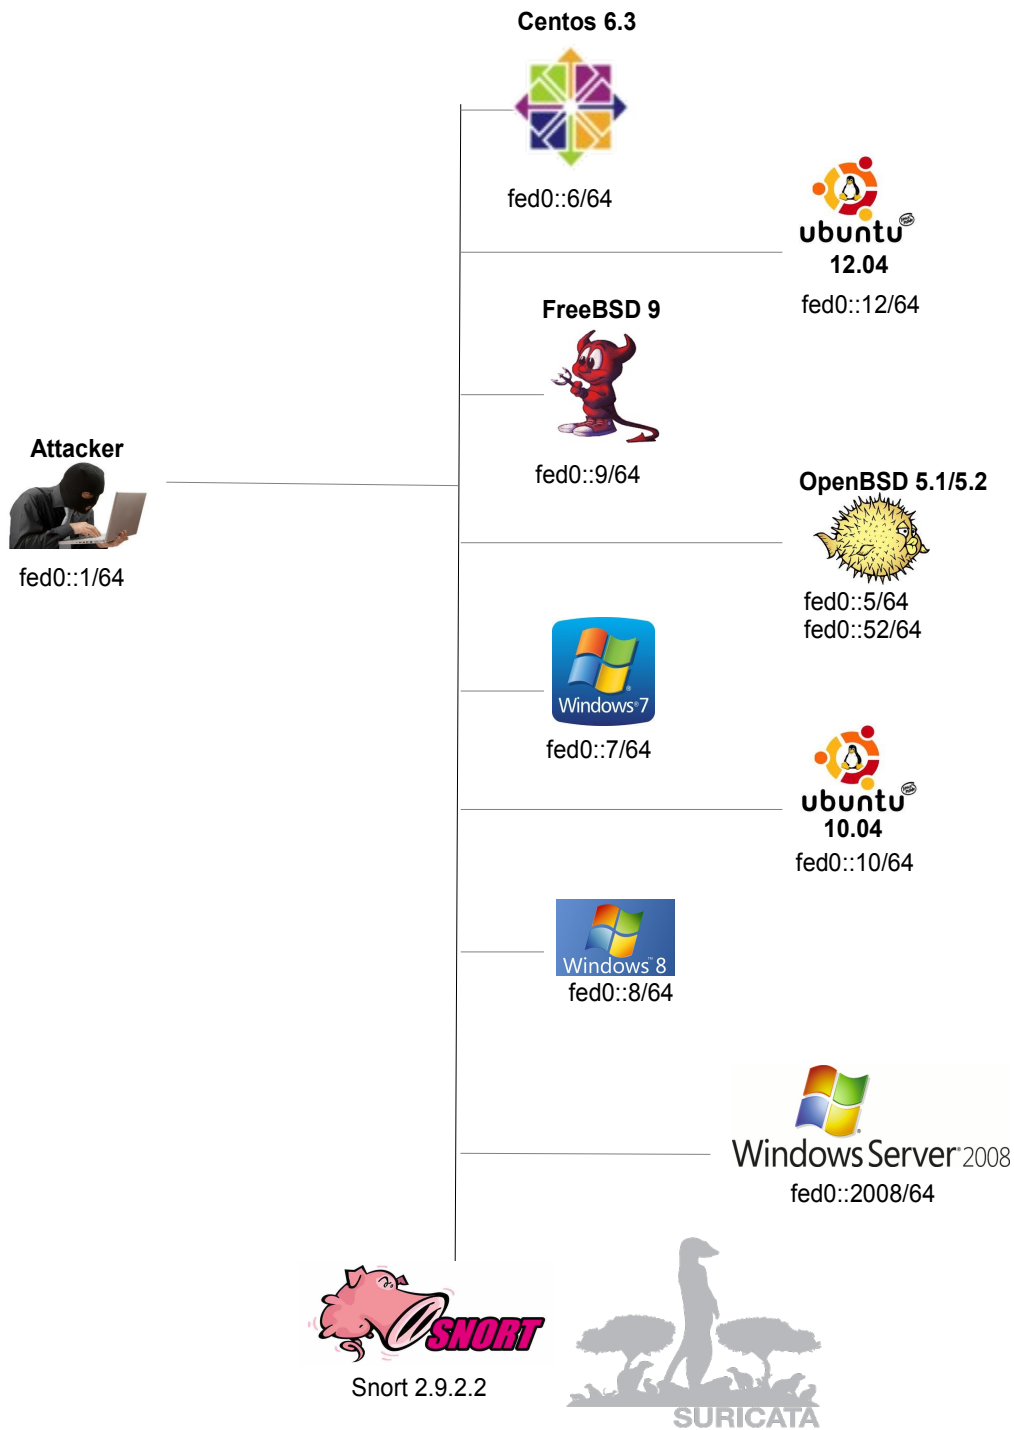 Centos 6.3
fed0::6/64
ubuntu
12.04
fed0::12/64
FreeBSD 9
fed0::9/64
Attacker
fed0::1/64
OpenBSD 5.1/5.2
fed0::5/64
fed0::52/64
Windows®7
fed0::7/64
ubuntu
10.04
fed0::10/64
Windows™8
fed0::8/64
Windows Server®2008
fed0::2008/64
SNORT
Snort 2.9.2.2
SURICATA